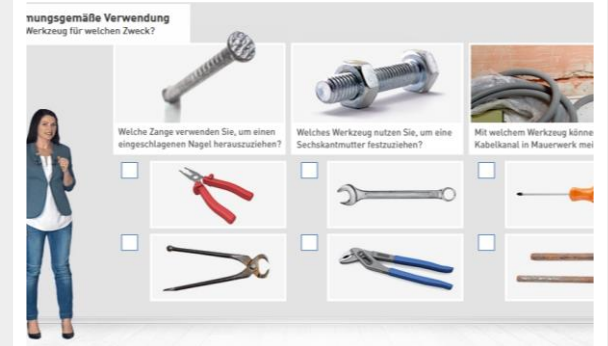 mungsgemäße Verwendung
Werkzeug für welchen Zweck?
Welche Zange verwenden Sie, um einen
eingeschlagenen Nagel herauszuziehen?
Welches Werkzeug nutzen Sie, um eine
Sechskantmutter festzuziehen?
Mit welchem Werkzeug könne
Kabelkanal in Mauerwerk mei